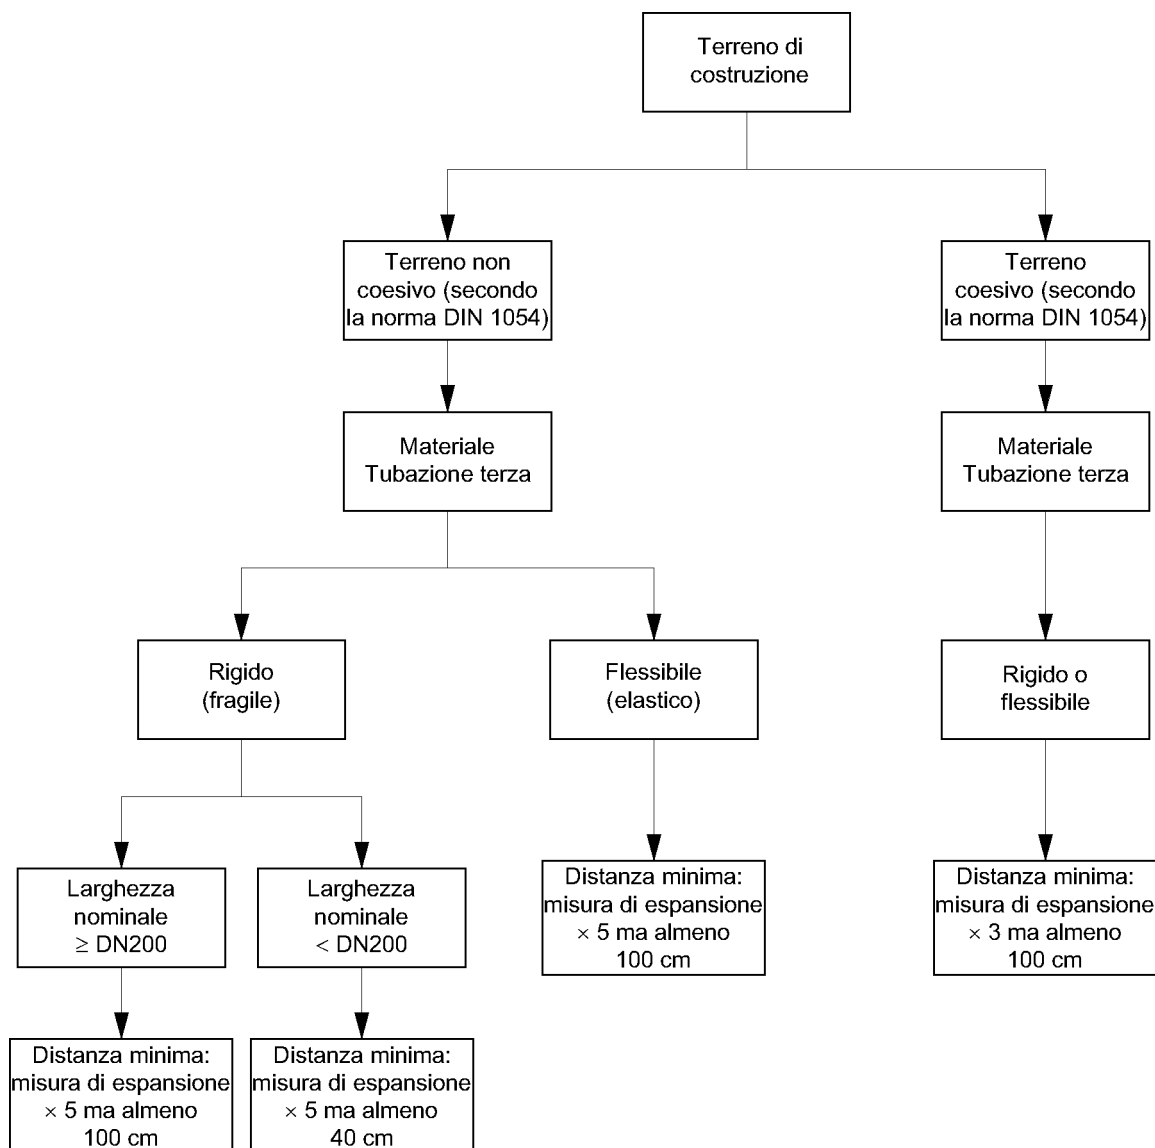 Terreno di
costruzione
Terreno non
coesivo (secondo
la norma DIN 1054)
Terreno
coesivo (secondo
la norma DIN 1054)
Materiale
Tubazione terza
Materiale
Tubazione terza
Rigido
(fragile)
Flessibile
(elastico)
Rigido o
flessibile
Larghezza
nominale
≥ DN200
Larghezza
nominale
< DN200
Distanza minima:
misura di espansione
× 5 ma almeno
100 cm
Distanza minima:
misura di espansione
× 3 ma almeno
100 cm
Distanza minima:
misura di espansione
× 5 ma almeno
100 cm
Distanza minima:
misura di espansione
× 5 ma almeno
40 cm